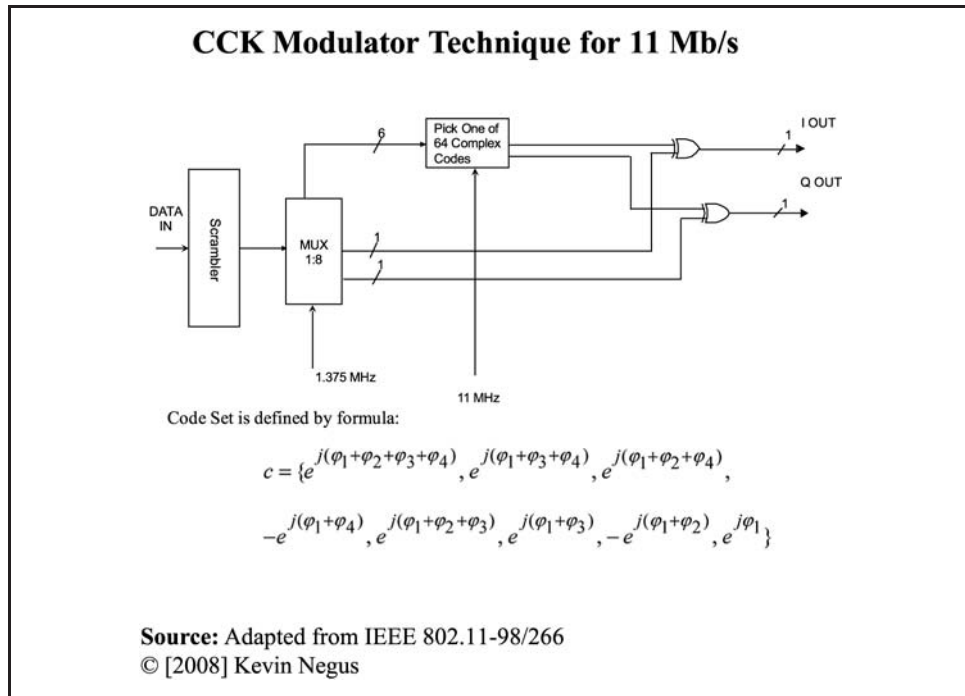 CCK Modulator Technique for 11 Mb/s
6
Pick One of
64 Complex
Codes
1
I OUT
Q OUT
1
DATA
IN
Scrambler
MUX
1:8
1
1
1.375 MHz
11 MHz
Code Set is defined by formula:
c = {e^{j(φ₁+φ₂+φ₃+φ₄)}, e^{j(φ₁+φ₃+φ₄)}, e^{j(φ₁+φ₂+φ₄)},
−e^{j(φ₁+φ₄)}, e^{j(φ₁+φ₂+φ₃)}, e^{j(φ₁+φ₃)}, −e^{j(φ₁+φ₂)}, e^{jφ₁}}
Source: Adapted from IEEE 802.11-98/266
© [2008] Kevin Negus